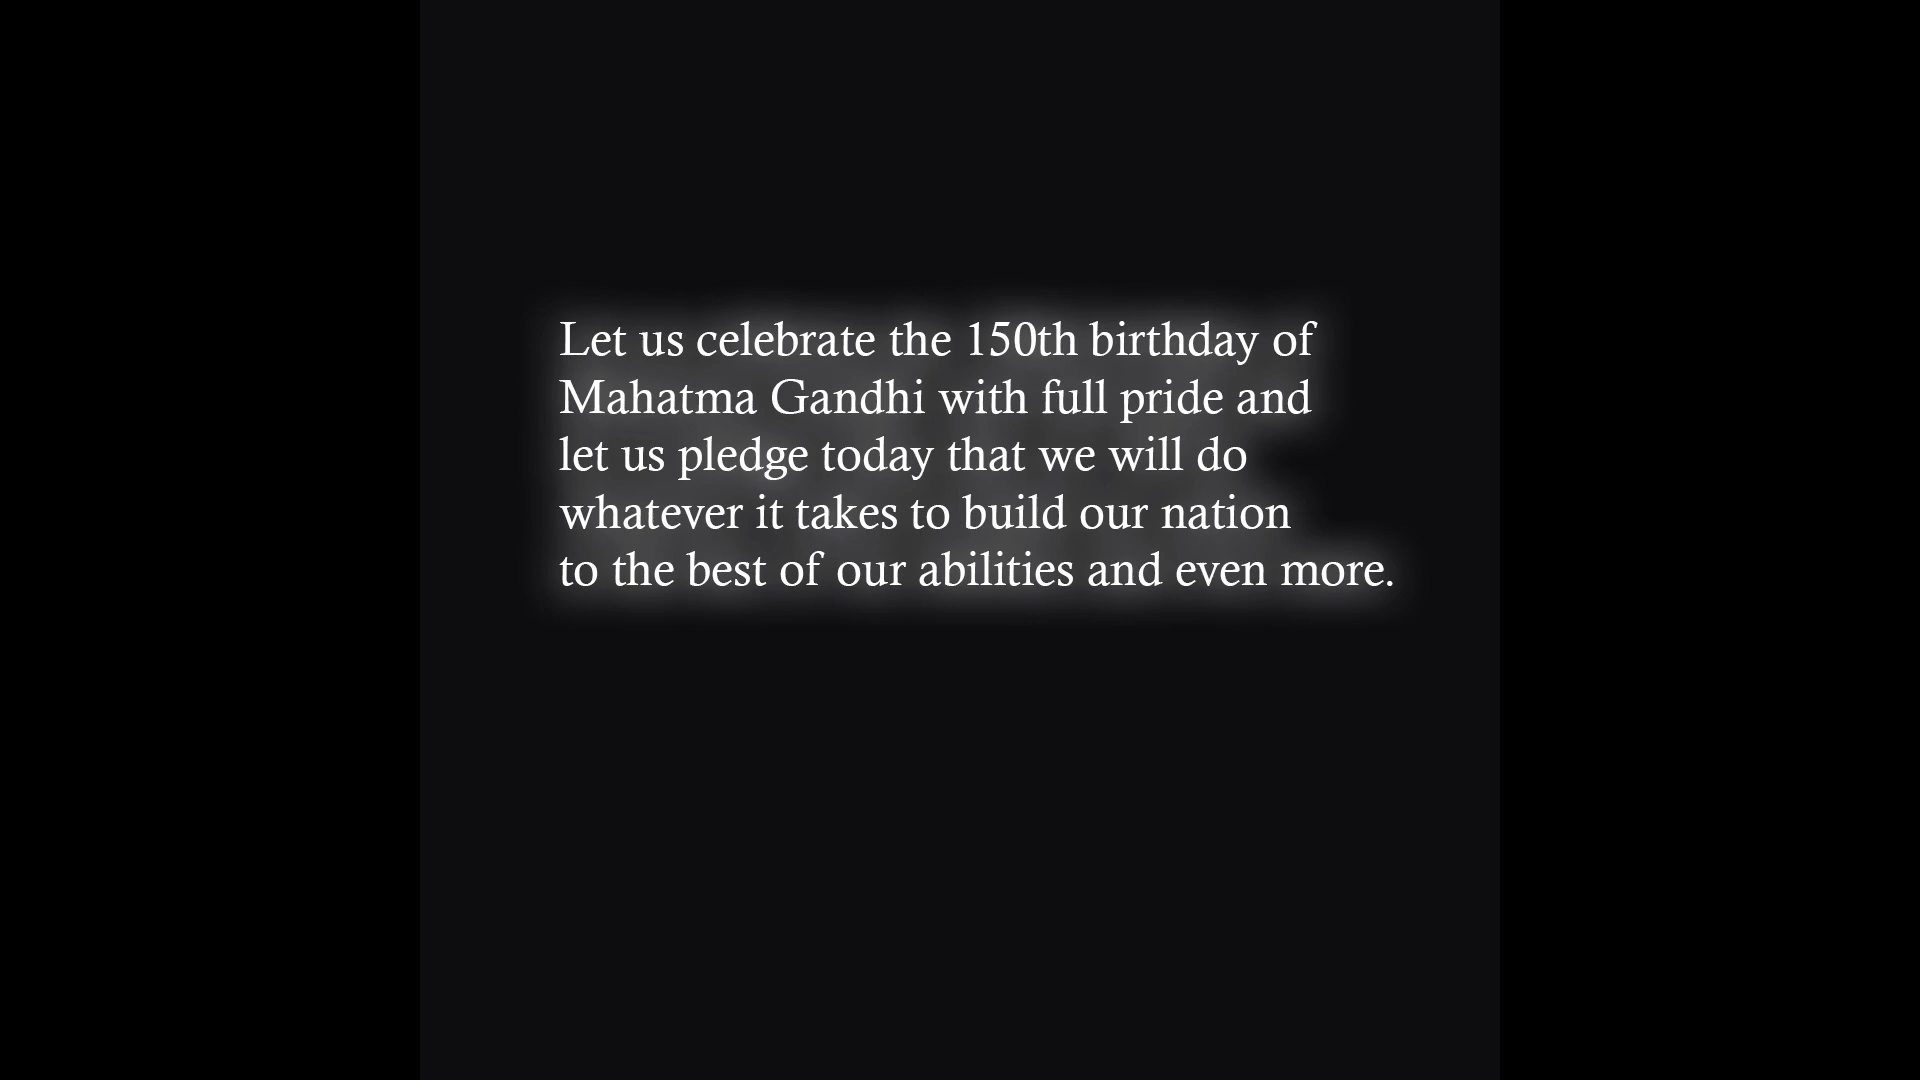 Let us celebrate the 150th birthday of
Mahatma Gandhi with full pride and
let us pledge today that we will do
whatever it takes to build our nation
to the best of our abilities and even more.